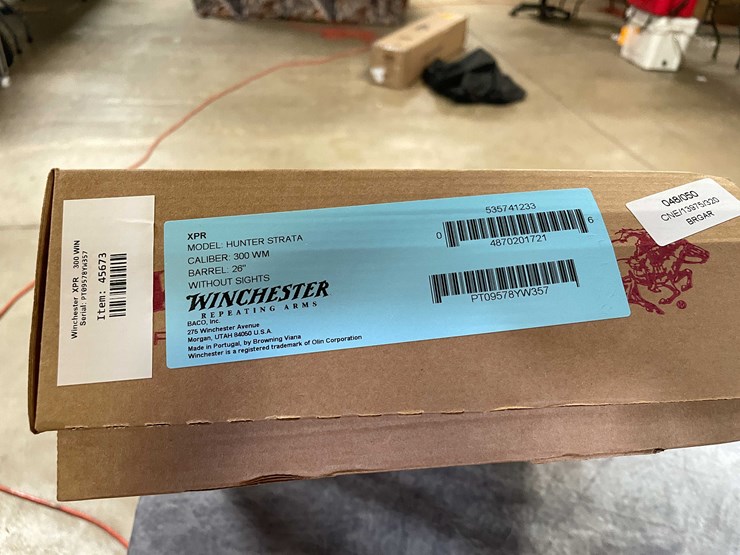 Winchester XPR 300 WIN
Serial: PT09578YW357
Item: 45673
XPR
MODEL: HUNTER STRATA
CALIBER: 300 WM
BARREL: 26"
WITHOUT SIGHTS
WINCHESTER
REPEATING ARMS
BACO, Inc.
275 Winchester Avenue
Morgan, UTAH 84050 U.S.A.
Made in Portugal, by Browning Viana
Winchester is a registered trademark of Olin Corporation
535741233
0 4870201721 6
PT09578YW357
048/050
CNE/13975/320
BRGAR
®